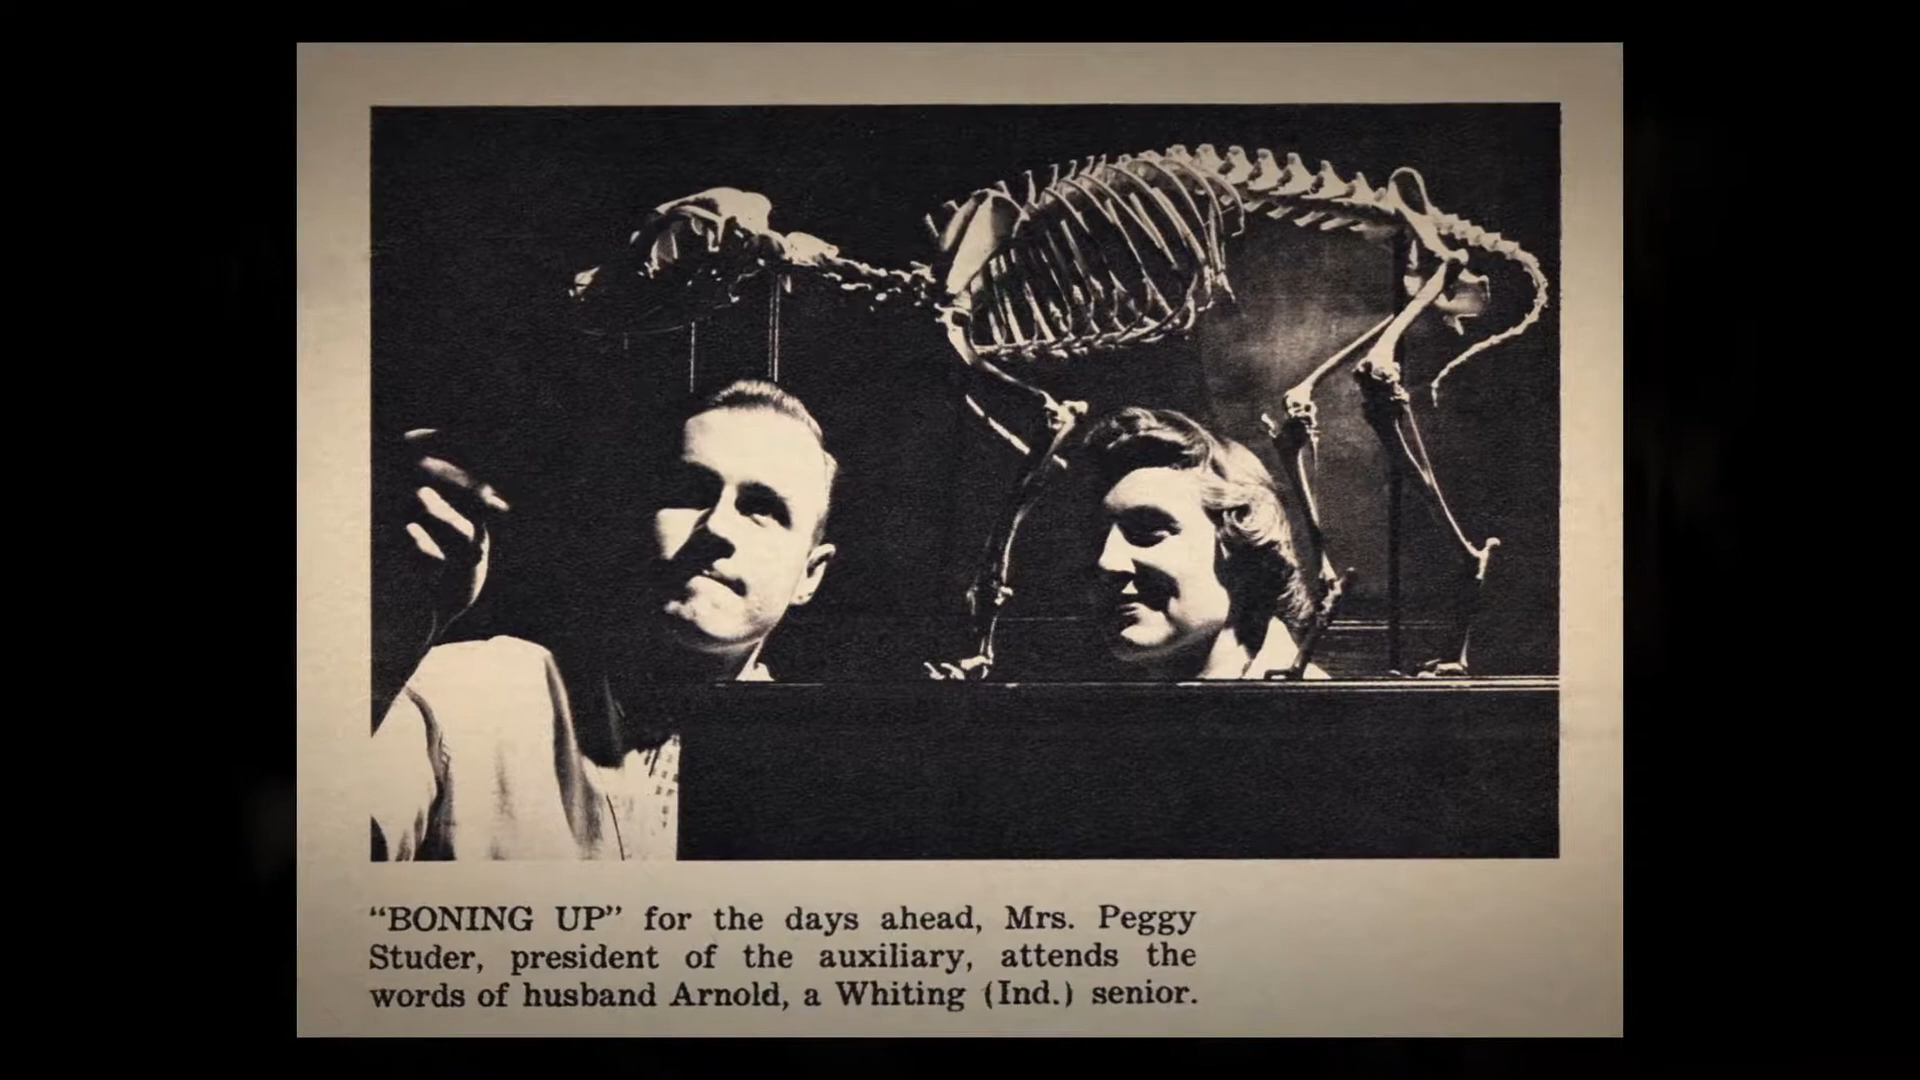 “BONING UP” for the days ahead, Mrs. Peggy
Studer, president of the auxiliary, attends the
words of husband Arnold, a Whiting (Ind.) senior.